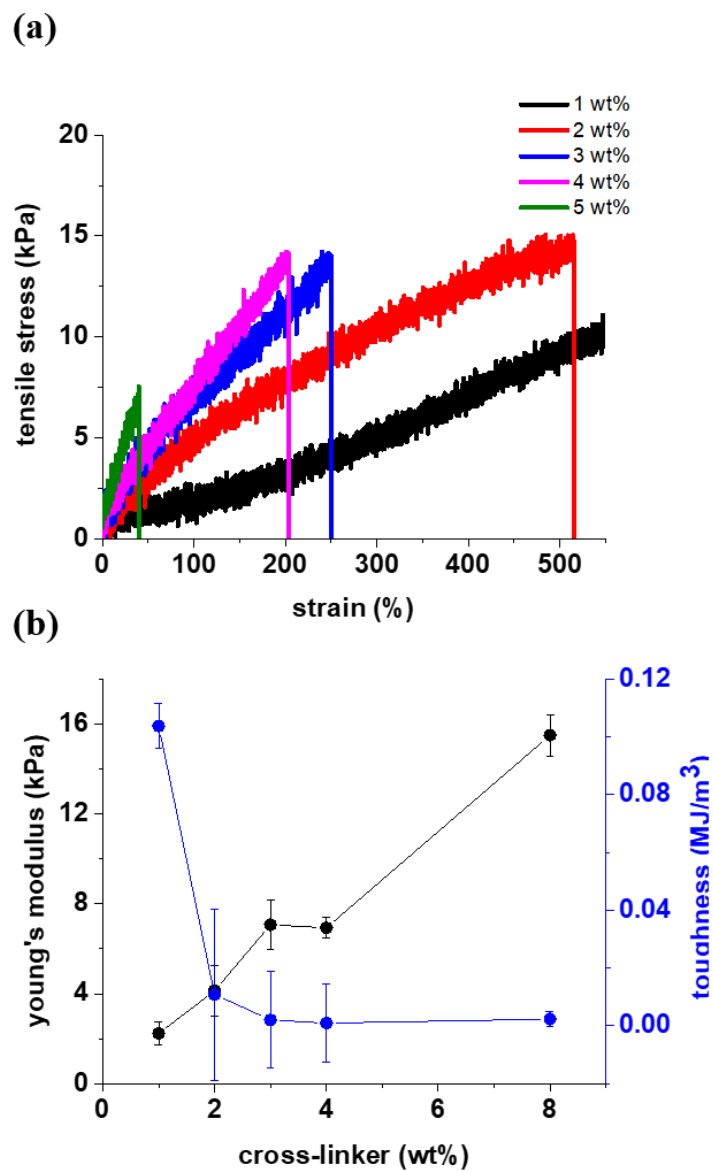 (a)
1 wt%
2 wt%
3 wt%
4 wt%
5 wt%
20
15
10
5
0
tensile stress (kPa)
0 100 200 300 400 500
strain (%)
(b)
16
12
8
4
0
young's modulus (kPa)
0.12
0.08
0.04
0.00
toughness (MJ/m³)
0 2 4 6 8
cross-linker (wt%)